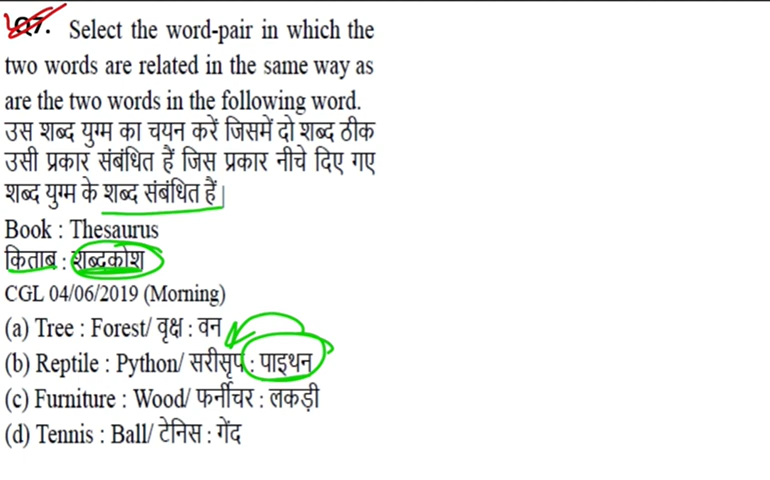 Q7. Select the word-pair in which the
two words are related in the same way as
are the two words in the following word.
उस शब्द युग्म का चयन करें जिसमें दो शब्द ठीक
उसी प्रकार संबंधित हैं जिस प्रकार नीचे दिए गए
शब्द युग्म के शब्द संबंधित हैं|
Book : Thesaurus
किताब : शब्दकोश
CGL 04/06/2019 (Morning)
(a) Tree : Forest/ वृक्ष : वन
(b) Reptile : Python/ सरीसृप : पाइथन
(c) Furniture : Wood/ फर्नीचर : लकड़ी
(d) Tennis : Ball/ टेनिस : गेंद